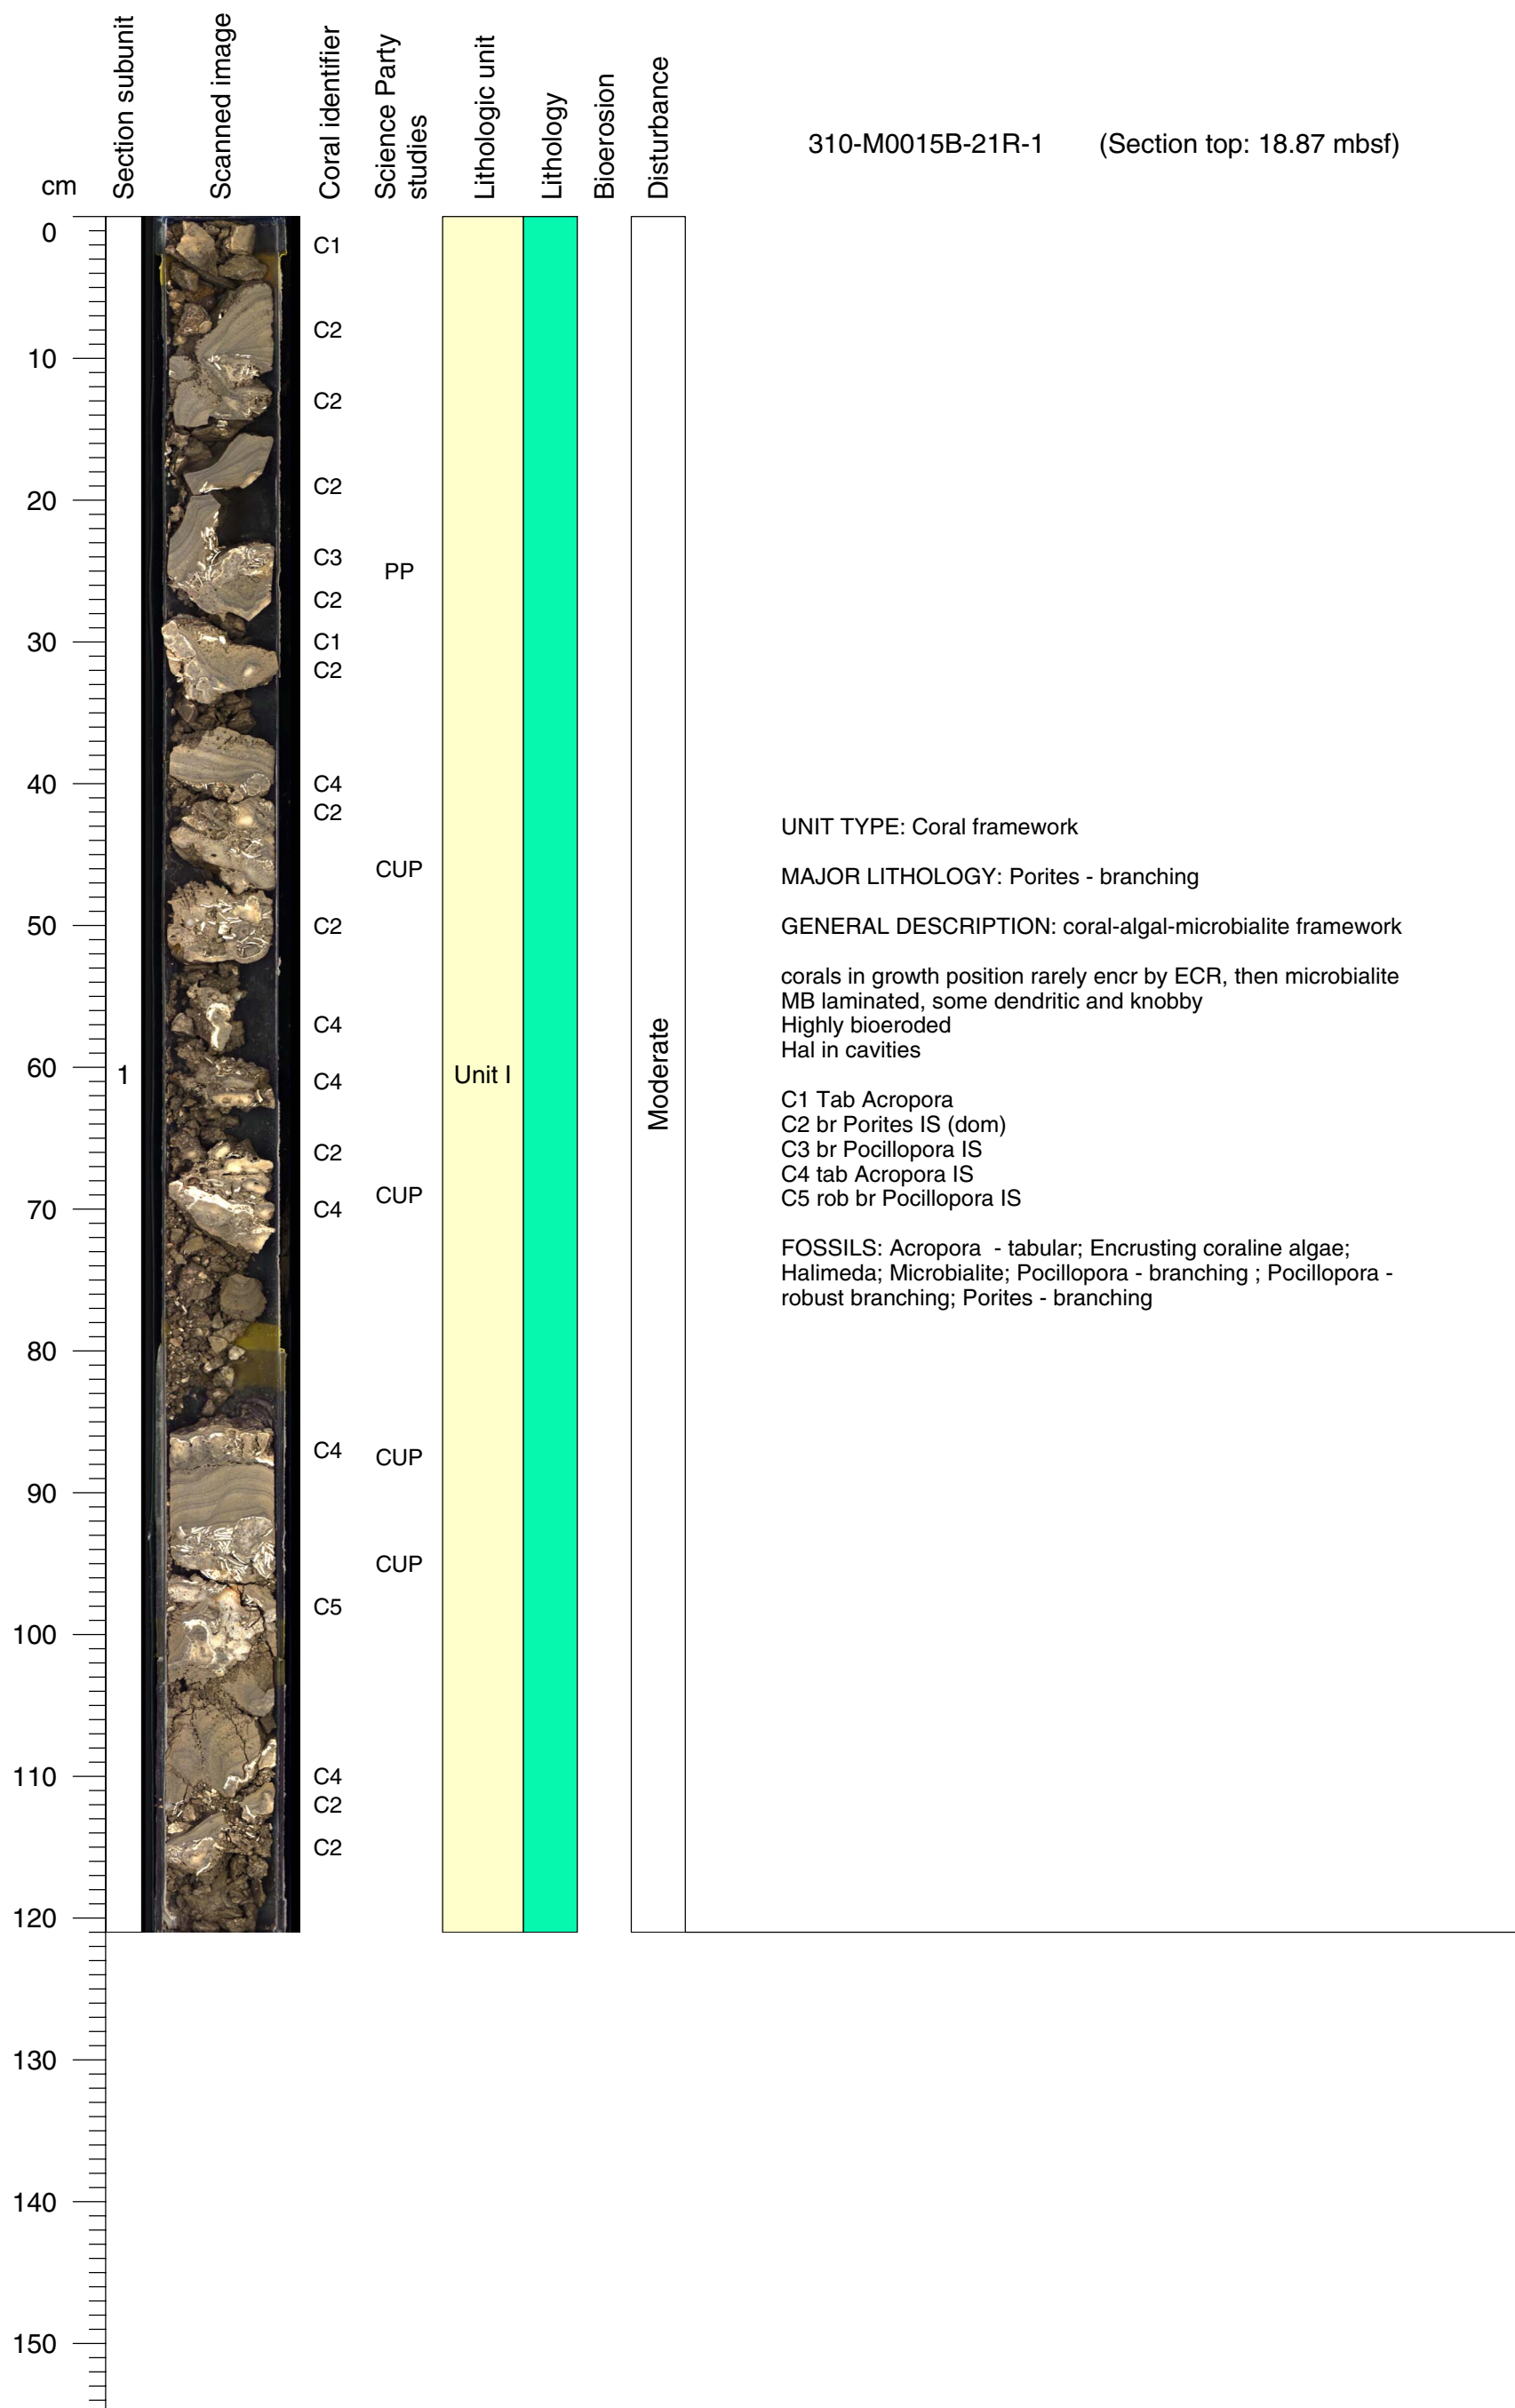 Section subunit
Scanned image
Coral identifier
Science Party
studies
Lithologic unit
Lithology
Bioerosion
Disturbance
310-M0015B-21R-1 (Section top: 18.87 mbsf)
cm
0
C1
C2
10
C2
C2
20
C3
PP
C2
30
C1
C2
40
C4
C2
CUP
50
C2
C4
60
1
C4
Unit I
Moderate
C2
CUP
70
C4
80
C4
CUP
90
CUP
C5
100
110
C4
C2
C2
120
130
140
150
UNIT TYPE: Coral framework
MAJOR LITHOLOGY: Porites - branching
GENERAL DESCRIPTION: coral-algal-microbialite framework
corals in growth position rarely encr by ECR, then microbialite
MB laminated, some dendritic and knobby
Highly bioeroded
Hal in cavities
C1 Tab Acropora
C2 br Porites IS (dom)
C3 br Pocillopora IS
C4 tab Acropora IS
C5 rob br Pocillopora IS
FOSSILS: Acropora - tabular; Encrusting coraline algae;
Halimeda; Microbialite; Pocillopora - branching ; Pocillopora -
robust branching; Porites - branching